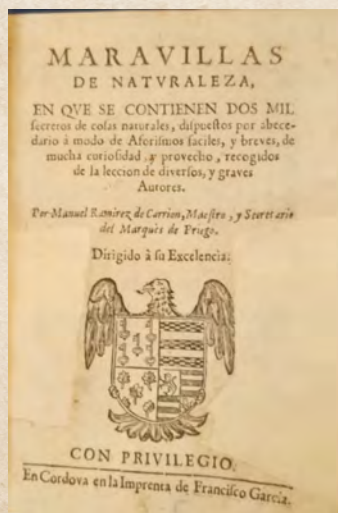 MARAVILLAS
DE NATVRALEZA,
EN QVE SE CONTIENEN DOS MIL
secretos de cosas naturales, dispuestos por abece-
dario à modo de Aforismos faciles, y breves, de
mucha curiosidad, y provecho, recogidos
de la leccion de diversos, y graves
Autores.
Por Manuel Ramirez de Carrion, Maestro, y Secretario
del Marques de Priego.
Dirigido à su Excelencia.
CON PRIVILEGIO.
En Cordova en la Imprenta de Francisco Garcia.